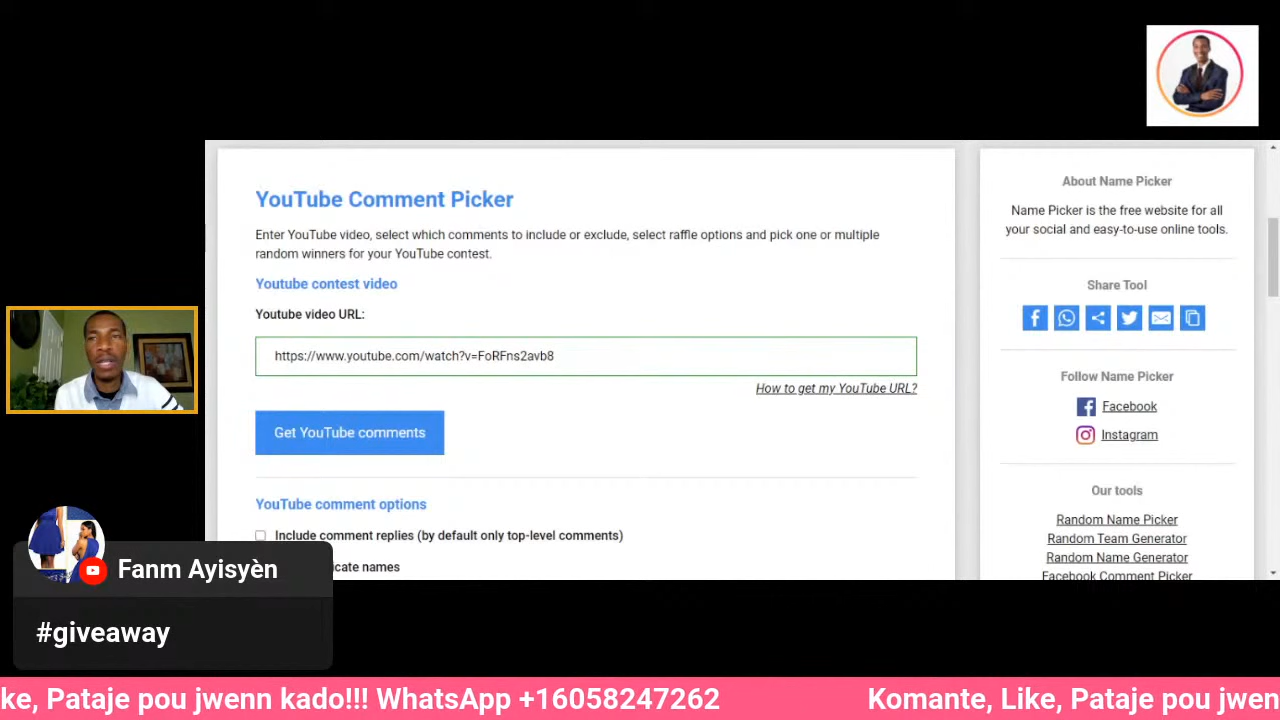 YouTube Comment Picker
Enter YouTube video, select which comments to include or exclude, select raffle options and pick one or multiple
random winners for your YouTube contest.
Youtube contest video
Youtube video URL:
https://www.youtube.com/watch?v=FoRFns2avb8
How to get my YouTube URL?
Get YouTube comments
YouTube comment options
Include comment replies (by default only top-level comments)
icate names
About Name Picker
Name Picker is the free website for all
your social and easy-to-use online tools.
Share Tool
Follow Name Picker
Facebook
Instagram
Our tools
Random Name Picker
Random Team Generator
Random Name Generator
Facebook Comment Picker
Fanm Ayisyèn
#giveaway
ke, Pataje pou jwenn kado!!! WhatsApp +16058247262
Komante, Like, Pataje pou jwen